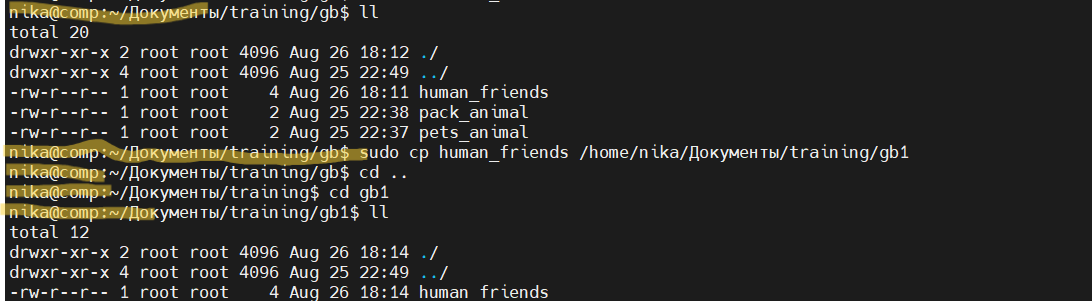 nika@comp:~/Документы/training/gb$ ll
total 20
drwxr-xr-x 2 root root 4096 Aug 26 18:12 ./
drwxr-xr-x 4 root root 4096 Aug 25 22:49 ../
-rw-r--r-- 1 root root    4 Aug 26 18:11 human_friends
-rw-r--r-- 1 root root    2 Aug 25 22:38 pack_animal
-rw-r--r-- 1 root root    2 Aug 25 22:37 pets_animal
nika@comp:~/Документы/training/gb$ sudo cp human_friends /home/nika/Документы/training/gb1
nika@comp:~/Документы/training/gb$ cd ..
nika@comp:~/Документы/training$ cd gb1
nika@comp:~/Документы/training/gb1$ ll
total 12
drwxr-xr-x 2 root root 4096 Aug 26 18:14 ./
drwxr-xr-x 4 root root 4096 Aug 25 22:49 ../
-rw-r--r-- 1 root root    4 Aug 26 18:14 human_friends